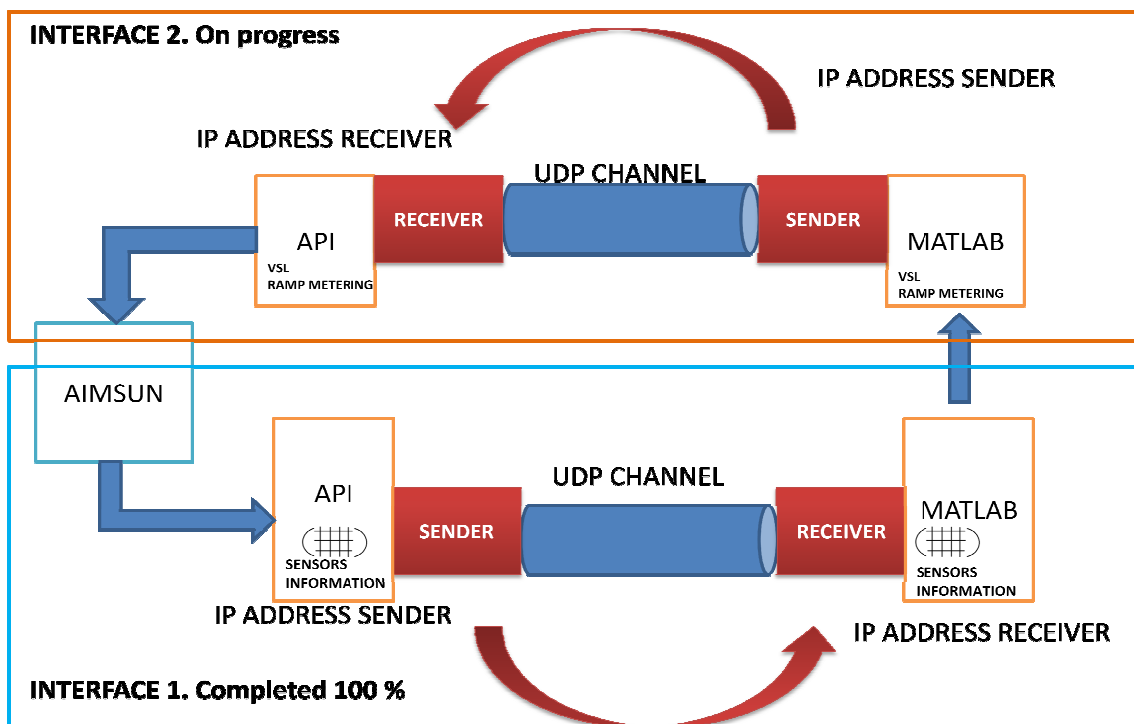 INTERFACE 2. On progress
IP ADDRESS SENDER
IP ADDRESS RECEIVER
UDP CHANNEL
RECEIVER
SENDER
API
VSL
RAMP METERING
MATLAB
VSL
RAMP METERING
AIMSUN
UDP CHANNEL
API
SENSORS
INFORMATION
SENDER
RECEIVER
MATLAB
SENSORS
INFORMATION
IP ADDRESS SENDER
IP ADDRESS RECEIVER
INTERFACE 1. Completed 100 %